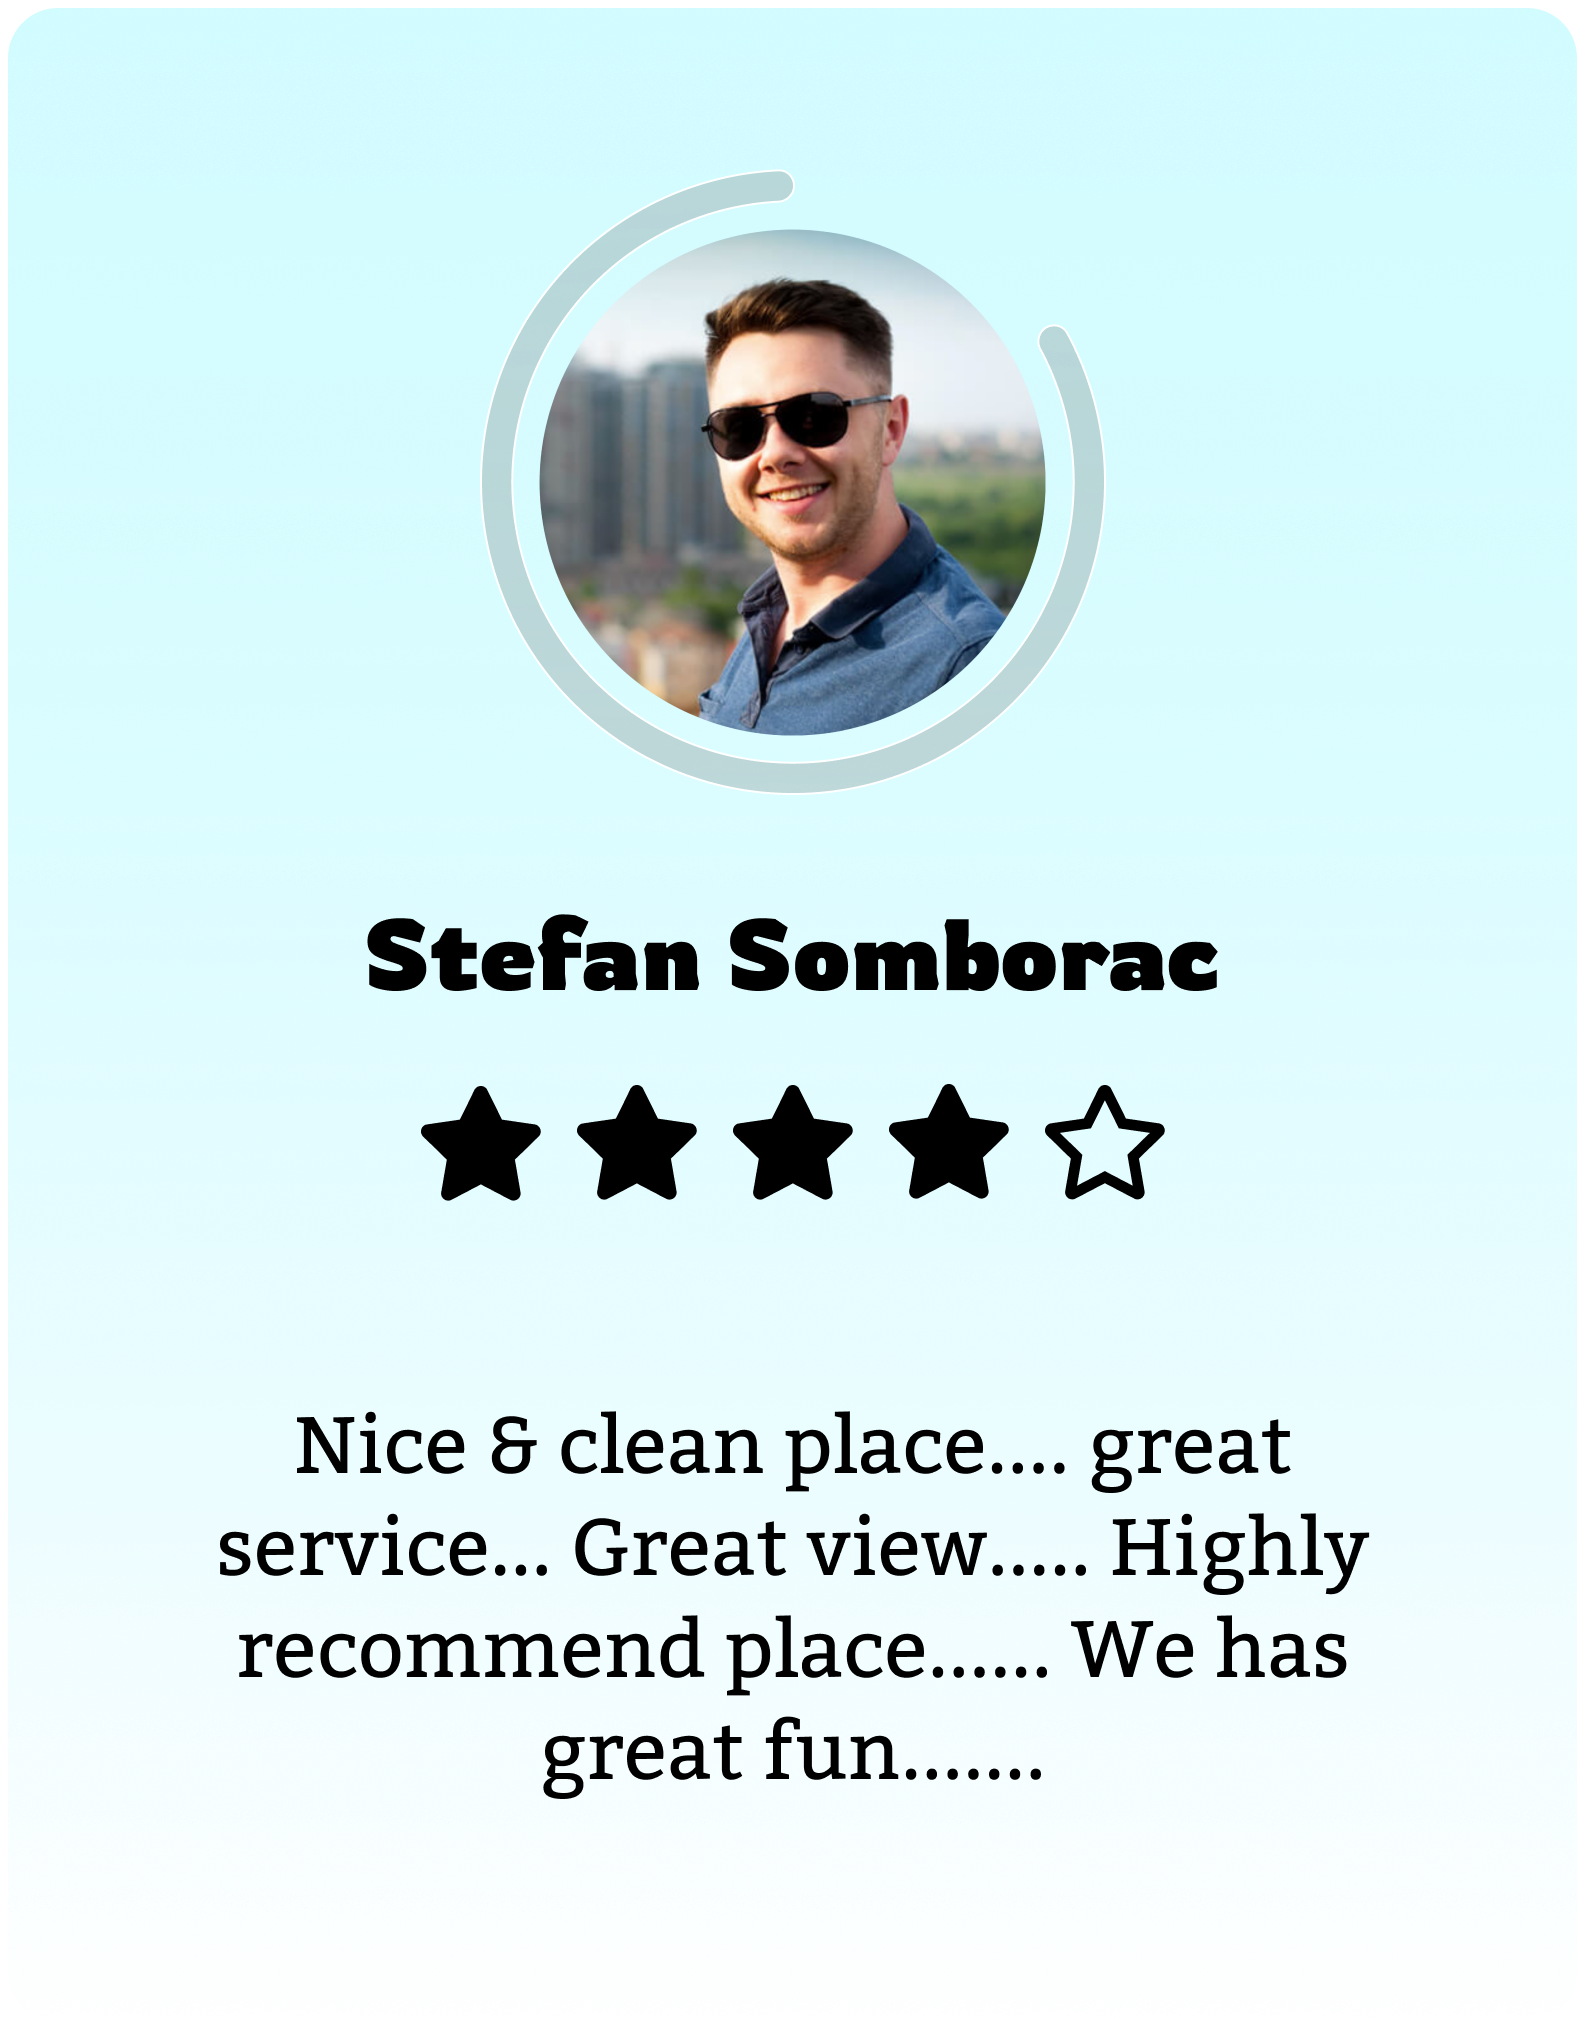 Stefan Somborac
Nice & clean place.... great
service... Great view..... Highly
recommend place...... We has
great fun.......